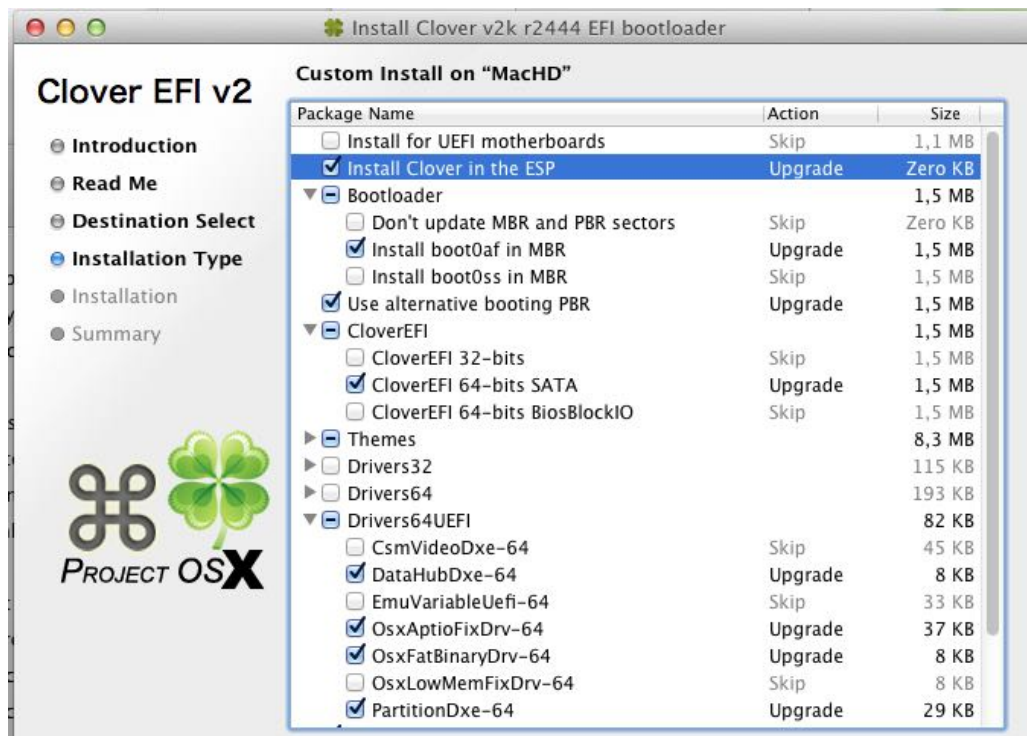 Install Clover v2k r2444 EFI bootloader
Clover EFI v2
Introduction
Read Me
Destination Select
Installation Type
Installation
Summary
PROJECT OSX
Custom Install on “MacHD”
Package Name Action Size
Install for UEFI motherboards Skip 1,1 MB
Install Clover in the ESP Upgrade Zero KB
Bootloader 1,5 MB
Don't update MBR and PBR sectors Skip Zero KB
Install boot0af in MBR Upgrade 1,5 MB
Install boot0ss in MBR Skip 1,5 MB
Use alternative booting PBR Upgrade 1,5 MB
CloverEFI 1,5 MB
CloverEFI 32-bits Skip 1,5 MB
CloverEFI 64-bits SATA Upgrade 1,5 MB
CloverEFI 64-bits BiosBlockIO Skip 1,5 MB
Themes 8,3 MB
Drivers32 115 KB
Drivers64 193 KB
Drivers64UEFI 82 KB
CsmVideoDxe-64 Skip 45 KB
DataHubDxe-64 Upgrade 8 KB
EmuVariableUefi-64 Skip 33 KB
OsxAptioFixDrv-64 Upgrade 37 KB
OsxFatBinaryDrv-64 Upgrade 8 KB
OsxLowMemFixDrv-64 Skip 8 KB
PartitionDxe-64 Upgrade 29 KB